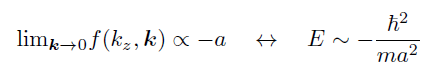 lim_{𝒌→0} f(k_z, 𝒌) ∝ −a ↔ E ∼ −ℏ²/ma²